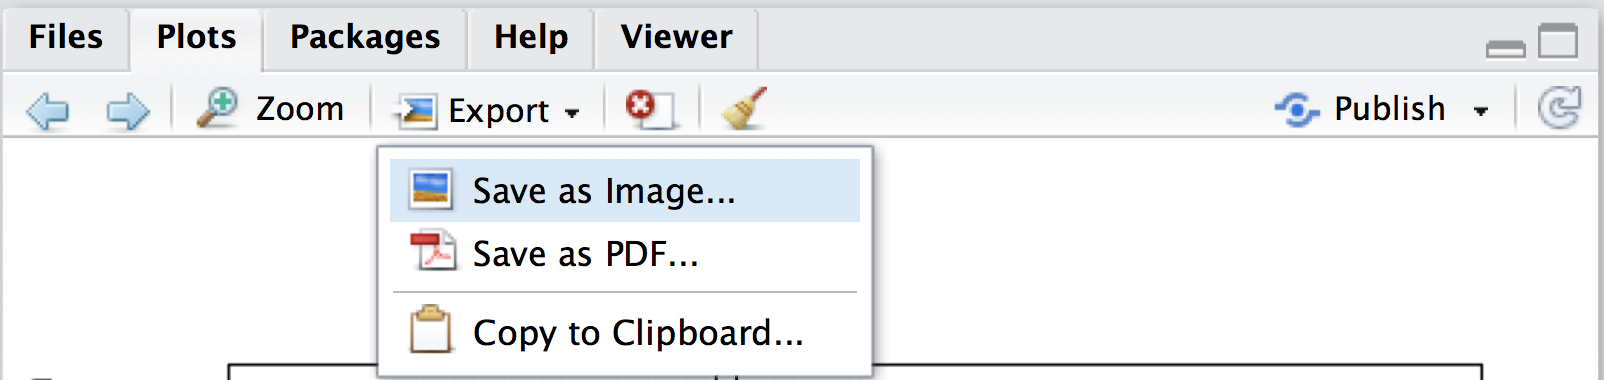 Files Plots Packages Help Viewer
Zoom Export Publish
Save as Image...
Save as PDF...
Copy to Clipboard...